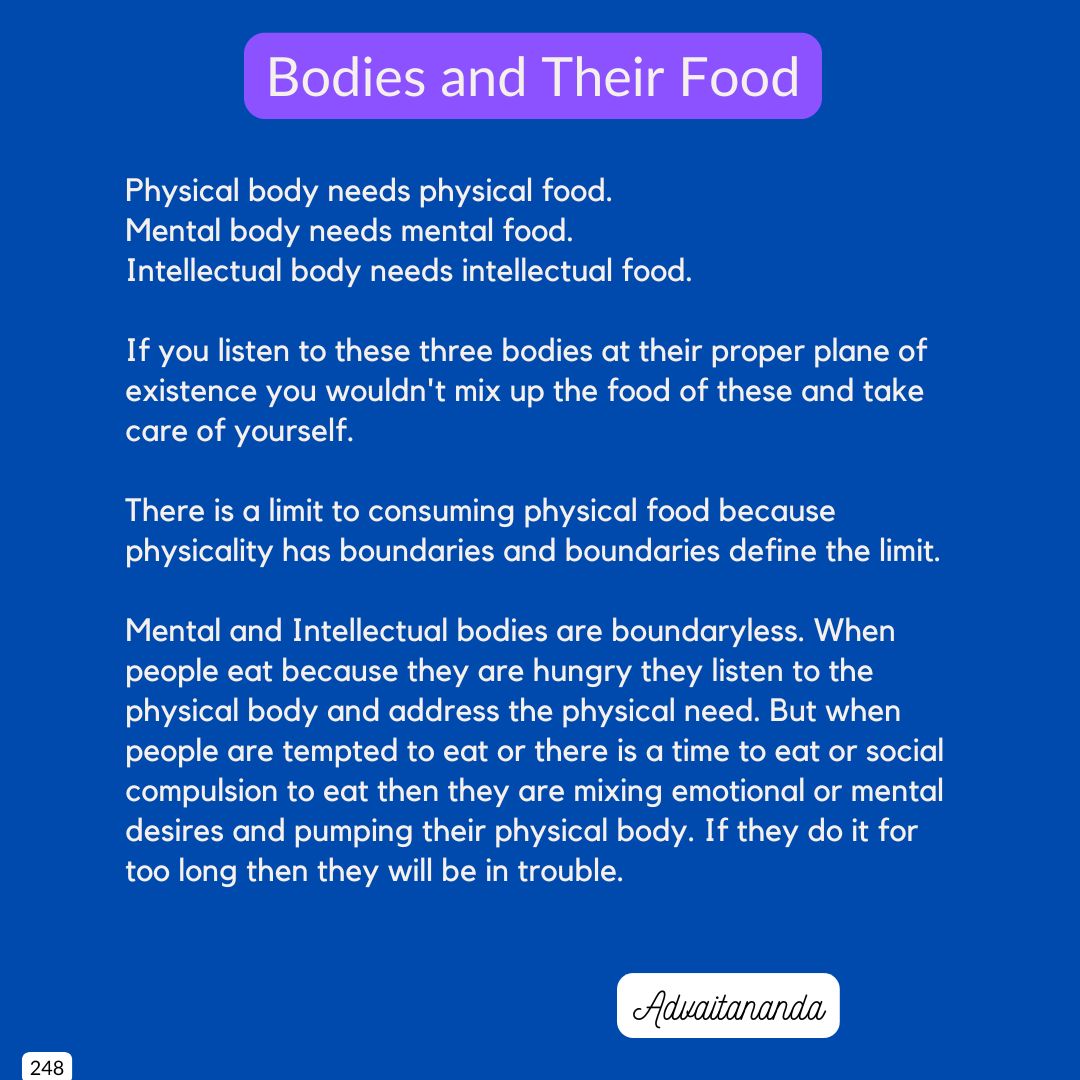 Bodies and Their Food
Physical body needs physical food.
Mental body needs mental food.
Intellectual body needs intellectual food.
If you listen to these three bodies at their proper plane of
existence you wouldn't mix up the food of these and take
care of yourself.
There is a limit to consuming physical food because
physicality has boundaries and boundaries define the limit.
Mental and Intellectual bodies are boundaryless. When
people eat because they are hungry they listen to the
physical body and address the physical need. But when
people are tempted to eat or there is a time to eat or social
compulsion to eat then they are mixing emotional or mental
desires and pumping their physical body. If they do it for
too long then they will be in trouble.
Advaitananda
248